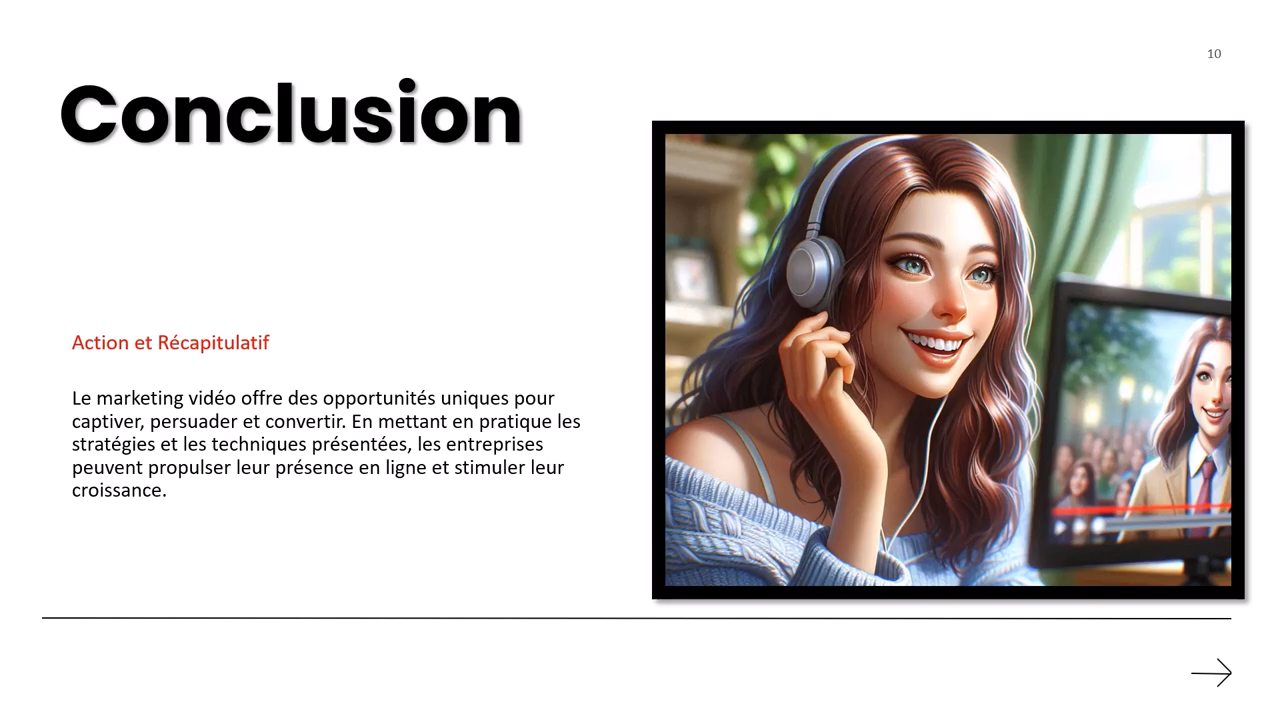 10
Conclusion
Action et Récapitulatif
Le marketing vidéo offre des opportunités uniques pour
captiver, persuader et convertir. En mettant en pratique les
stratégies et les techniques présentées, les entreprises
peuvent propulser leur présence en ligne et stimuler leur
croissance.